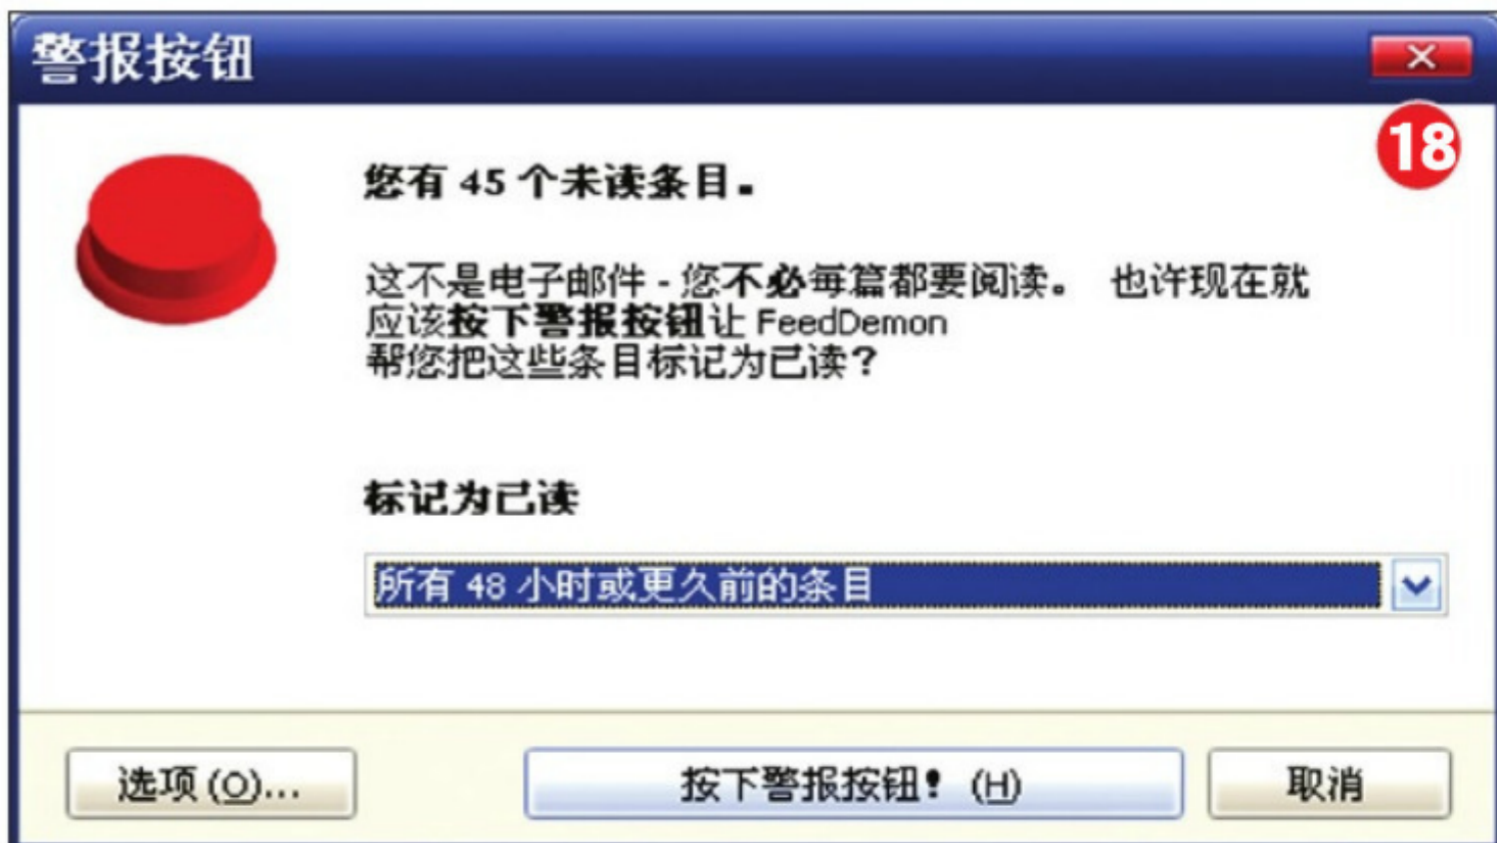 警报按钮
18
您有 45 个未读条目。
这不是电子邮件 - 您不必每篇都要阅读。 也许现在就
应该按下警报按钮让 FeedDemon
帮您把这些条目标记为已读？
标记为已读
所有 48 小时或更久前的条目
选项(O)... 按下警报按钮！(H) 取消